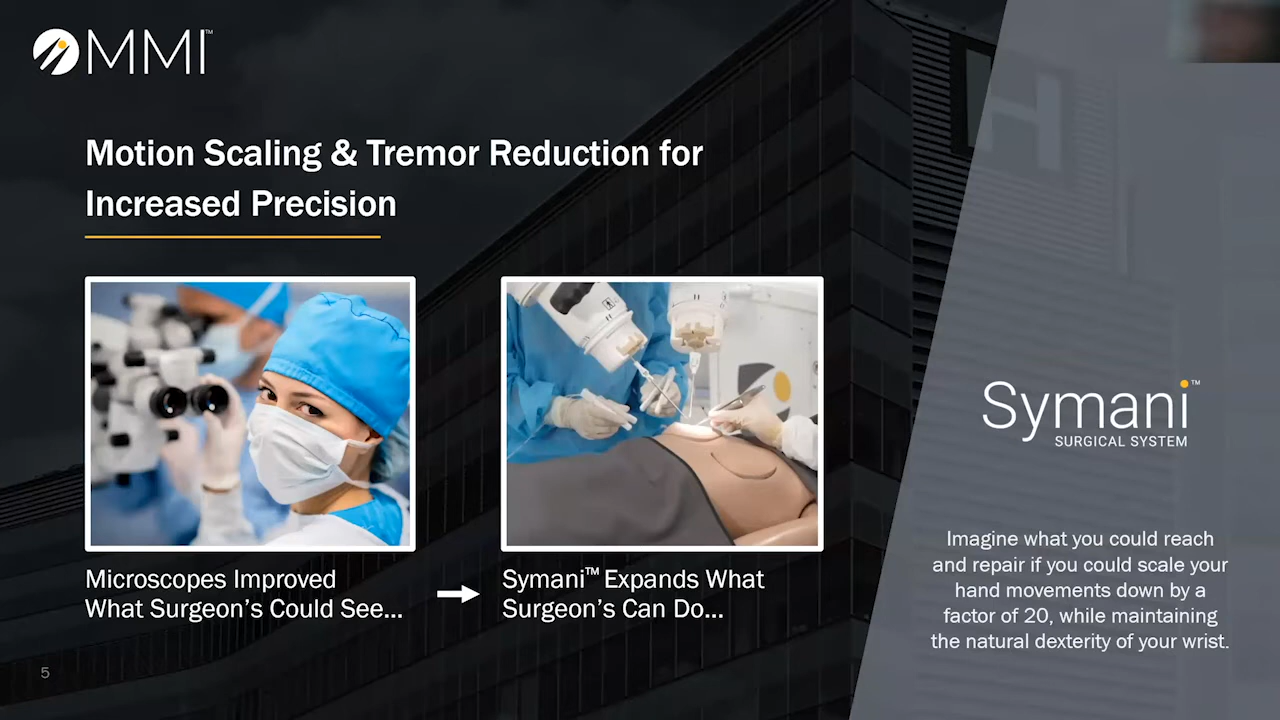 MMI™
Motion Scaling & Tremor Reduction for
Increased Precision
Microscopes Improved
What Surgeon's Could See...
Symani™ Expands What
Surgeon's Can Do...
Symani™
SURGICAL SYSTEM
Imagine what you could reach
and repair if you could scale your
hand movements down by a
factor of 20, while maintaining
the natural dexterity of your wrist.
5
H